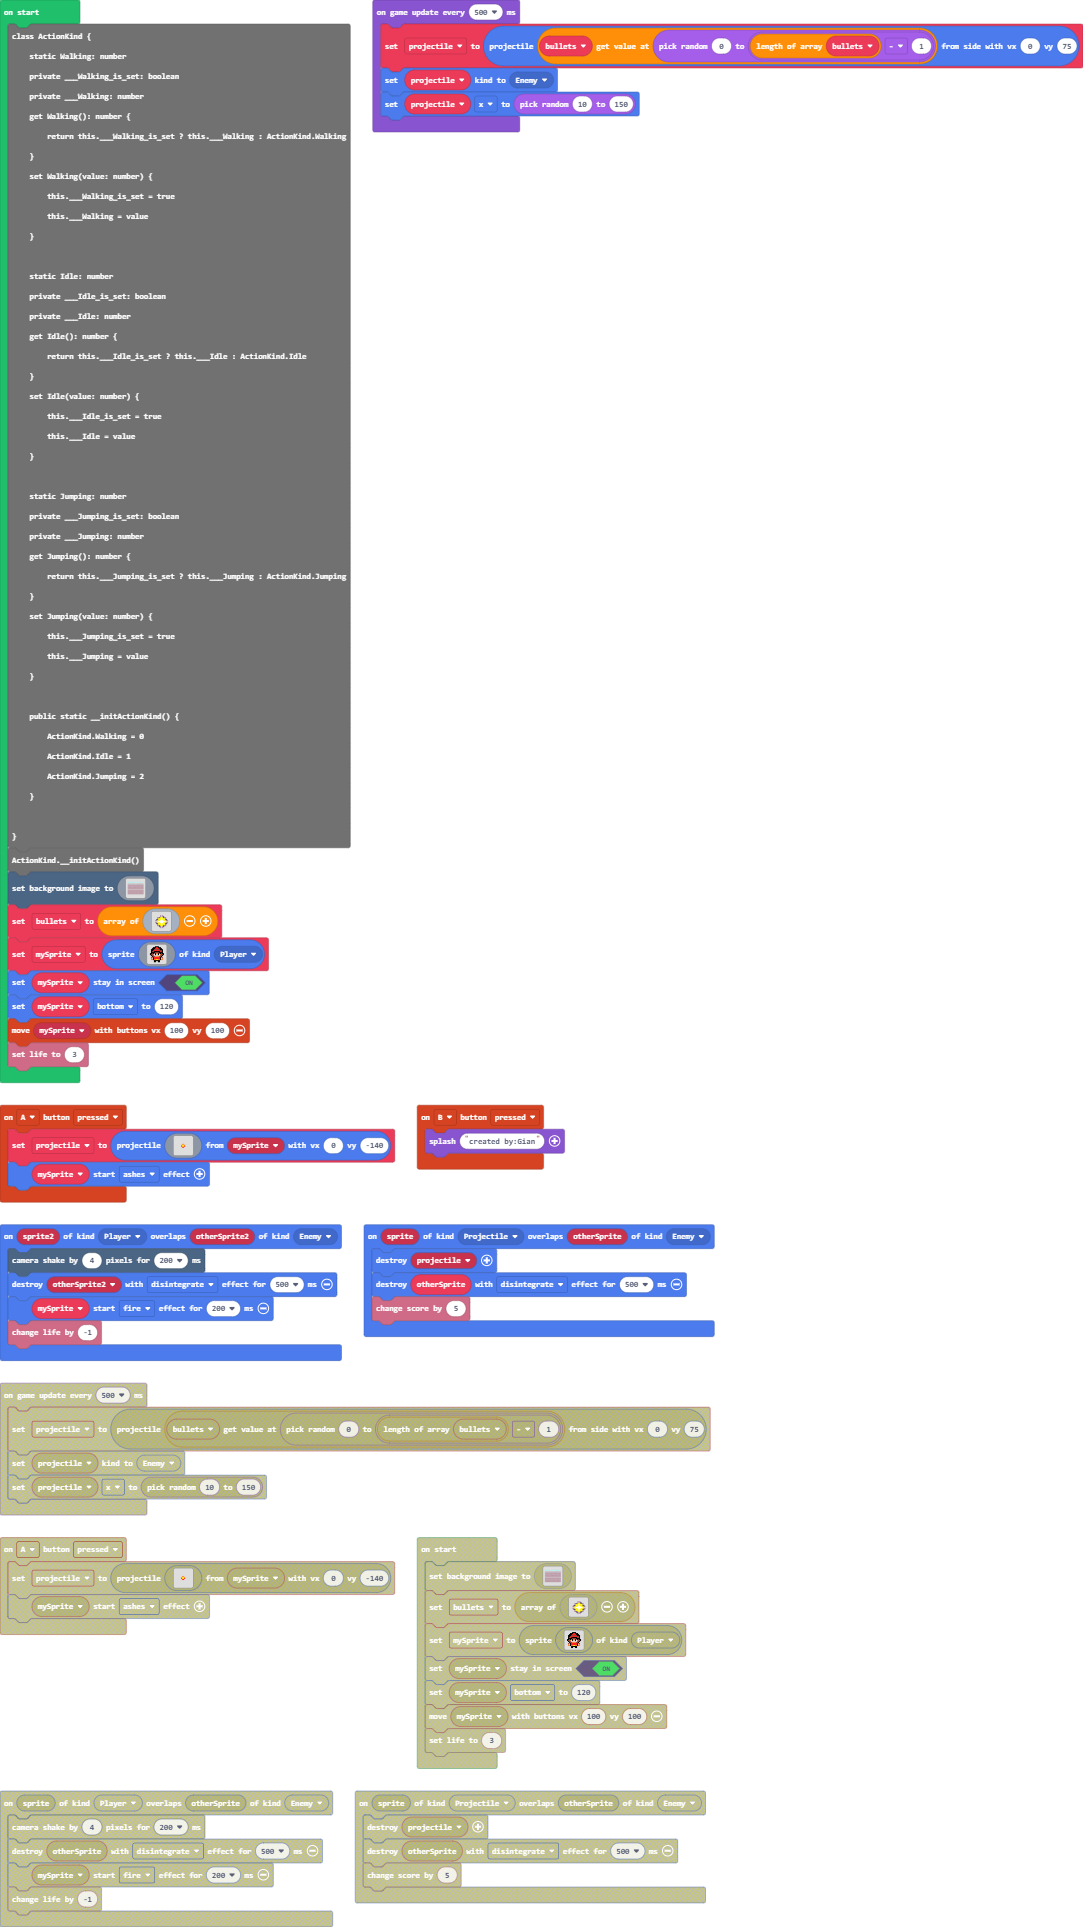 on start
class ActionKind {
static Walking: number
private ___Walking_is_set: boolean
private ___Walking: number
get Walking(): number {
return this.___Walking_is_set ? this.___Walking : ActionKind.Walking
}
set Walking(value: number) {
this.___Walking_is_set = true
this.___Walking = value
}
static Idle: number
private ___Idle_is_set: boolean
private ___Idle: number
get Idle(): number {
return this.___Idle_is_set ? this.___Idle : ActionKind.Idle
}
set Idle(value: number) {
this.___Idle_is_set = true
this.___Idle = value
}
static Jumping: number
private ___Jumping_is_set: boolean
private ___Jumping: number
get Jumping(): number {
return this.___Jumping_is_set ? this.___Jumping : ActionKind.Jumping
}
set Jumping(value: number) {
this.___Jumping_is_set = true
this.___Jumping = value
}
public static __initActionKind() {
ActionKind.Walking = 0
ActionKind.Idle = 1
ActionKind.Jumping = 2
}
}
ActionKind.__initActionKind()
set background image to
set bullets to array of
set mySprite to sprite of kind Player
set mySprite stay in screen ON
set mySprite bottom to 120
move mySprite with buttons vx 100 vy 100
set life to 3
on game update every 500 ms
set projectile to projectile bullets get value at pick random 0 to length of array bullets - 1 from side with vx 0 vy 75
set projectile kind to Enemy
set projectile x to pick random 10 to 150
on A button pressed
set projectile to projectile from mySprite with vx 0 vy -140
mySprite start ashes effect
on B button pressed
splash "created by:Gian"
on sprite2 of kind Player overlaps otherSprite2 of kind Enemy
camera shake by 4 pixels for 200 ms
destroy otherSprite2 with disintegrate effect for 500 ms
mySprite start fire effect for 200 ms
change life by -1
on sprite of kind Projectile overlaps otherSprite of kind Enemy
destroy projectile
destroy otherSprite with disintegrate effect for 500 ms
change score by 5
on game update every 500 ms
set projectile to projectile bullets get value at pick random 0 to length of array bullets - 1 from side with vx 0 vy 75
set projectile kind to Enemy
set projectile x to pick random 10 to 150
on A button pressed
set projectile to projectile from mySprite with vx 0 vy -140
mySprite start ashes effect
on start
set background image to
set bullets to array of
set mySprite to sprite of kind Player
set mySprite stay in screen ON
set mySprite bottom to 120
move mySprite with buttons vx 100 vy 100
set life to 3
on sprite of kind Player overlaps otherSprite of kind Enemy
camera shake by 4 pixels for 200 ms
destroy otherSprite with disintegrate effect for 500 ms
mySprite start fire effect for 200 ms
change life by -1
on sprite of kind Projectile overlaps otherSprite of kind Enemy
destroy projectile
destroy otherSprite with disintegrate effect for 500 ms
change score by 5